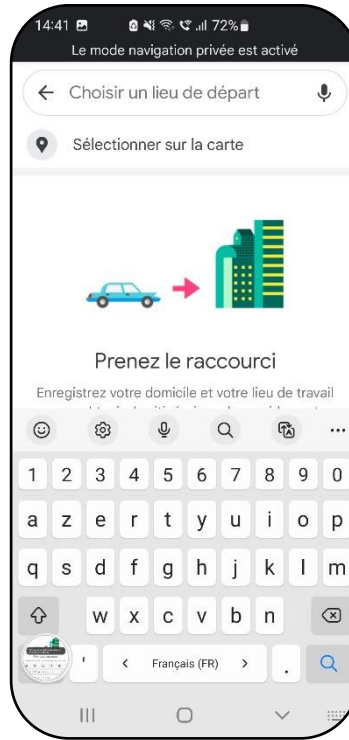 14:41 72%
Le mode navigation privée est activé
Choisir un lieu de départ
Sélectionner sur la carte
Prenez le raccourci
Enregistrez votre domicile et votre lieu de travail
1 2 3 4 5 6 7 8 9 0
a z e r t y u i o p
q s d f g h j k l m
w x c v b n
' < Français (FR) > .